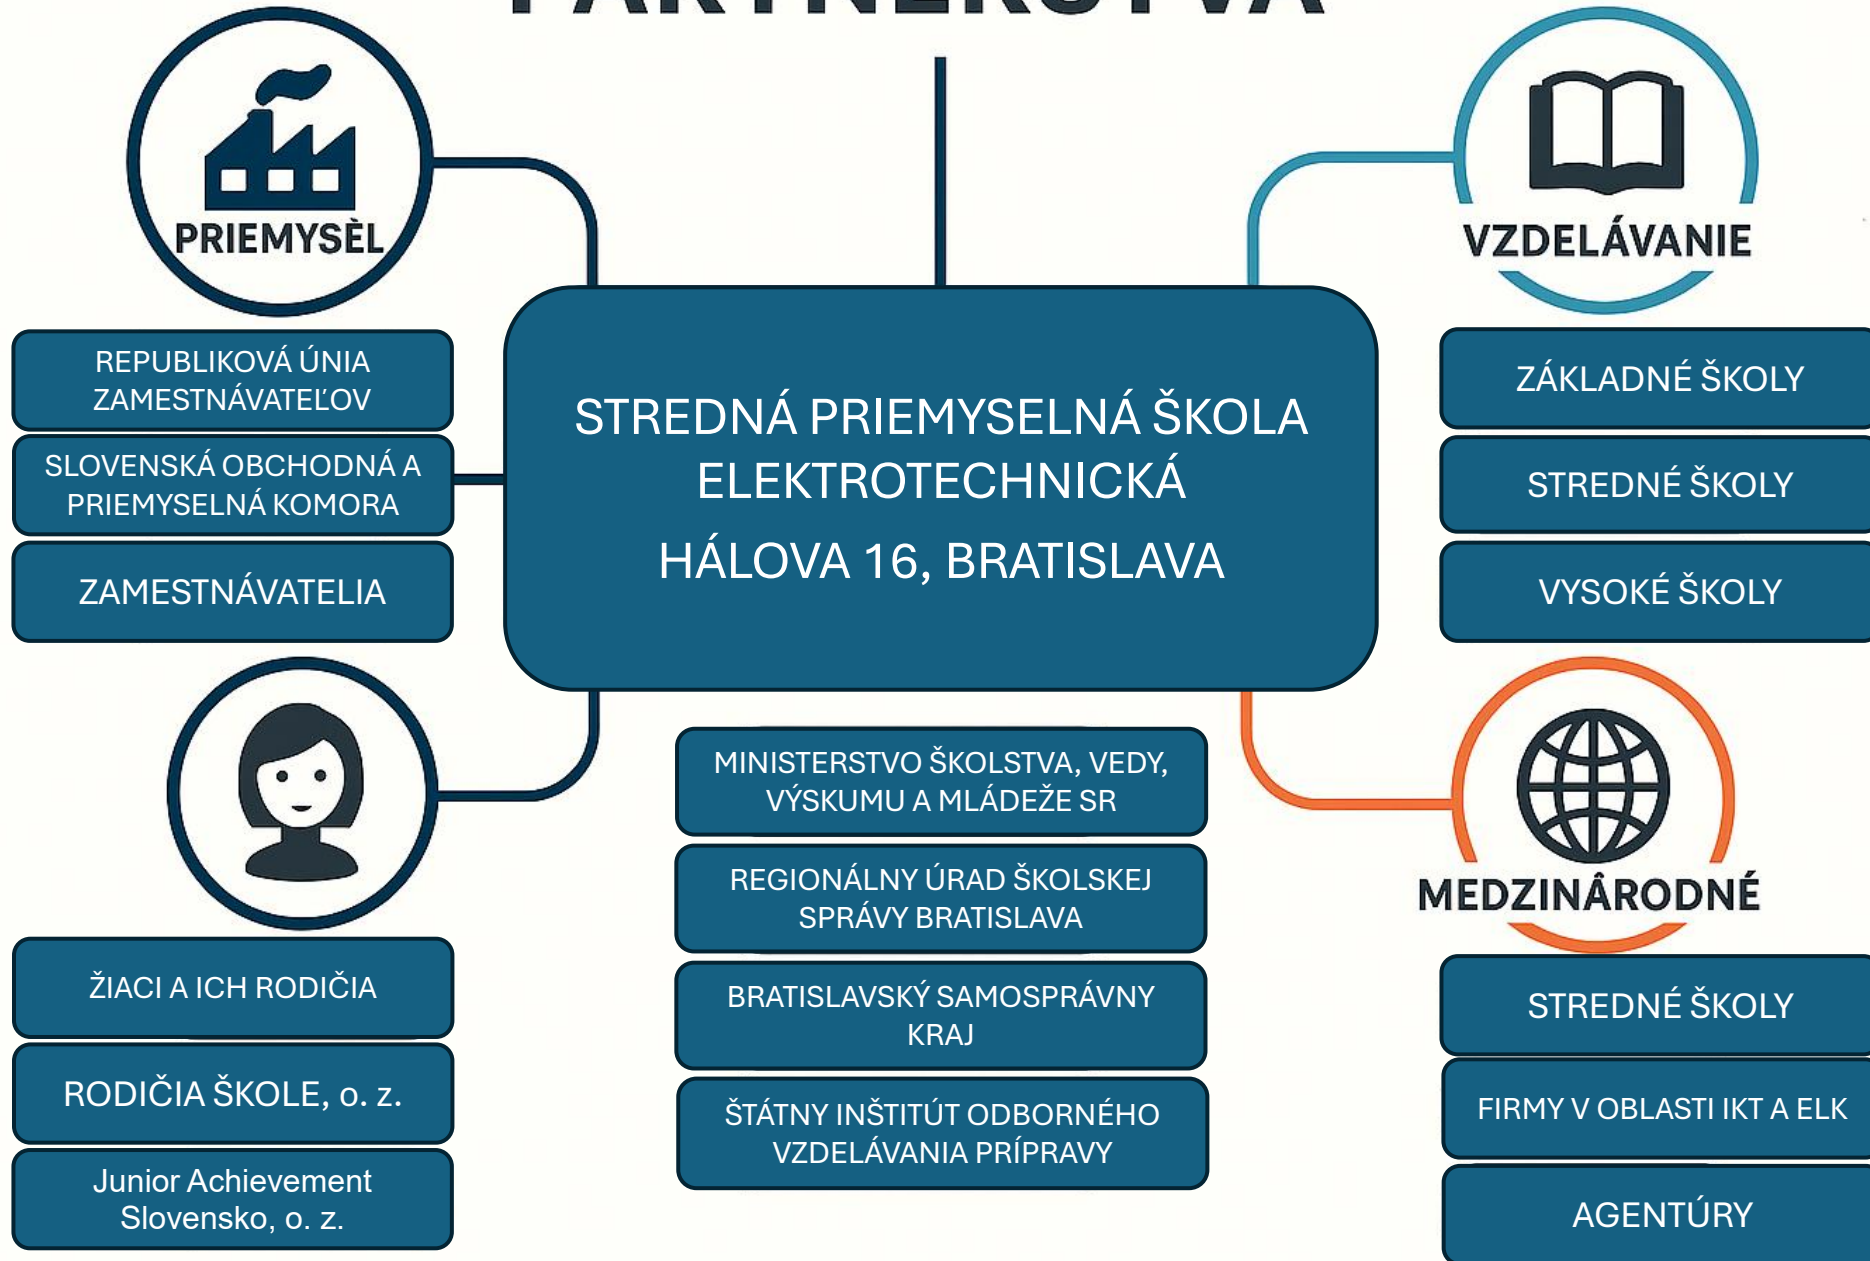 PARTNERSTVÁ
PRIEMYSÈL
VZDELÁVANIE
REPUBLIKOVÁ ÚNIA
ZAMESTNÁVATEĽOV
SLOVENSKÁ OBCHODNÁ A
PRIEMYSELNÁ KOMORA
ZAMESTNÁVATELIA
STREDNÁ PRIEMYSELNÁ ŠKOLA
ELEKTROTECHNICKÁ
HÁLOVA 16, BRATISLAVA
ZÁKLADNÉ ŠKOLY
STREDNÉ ŠKOLY
VYSOKÉ ŠKOLY
ŽIACI A ICH RODIČIA
RODIČIA ŠKOLE, o. z.
Junior Achievement
Slovensko, o. z.
MINISTERSTVO ŠKOLSTVA, VEDY,
VÝSKUMU A MLÁDEŽE SR
REGIONÁLNY ÚRAD ŠKOLSKEJ
SPRÁVY BRATISLAVA
BRATISLAVSKÝ SAMOSPRÁVNY
KRAJ
ŠTÁTNY INŠTITÚT ODBORNÉHO
VZDELÁVANIA PRÍPRAVY
MEDZINÂRODNÉ
STREDNÉ ŠKOLY
FIRMY V OBLASTI IKT A ELK
AGENTÚRY